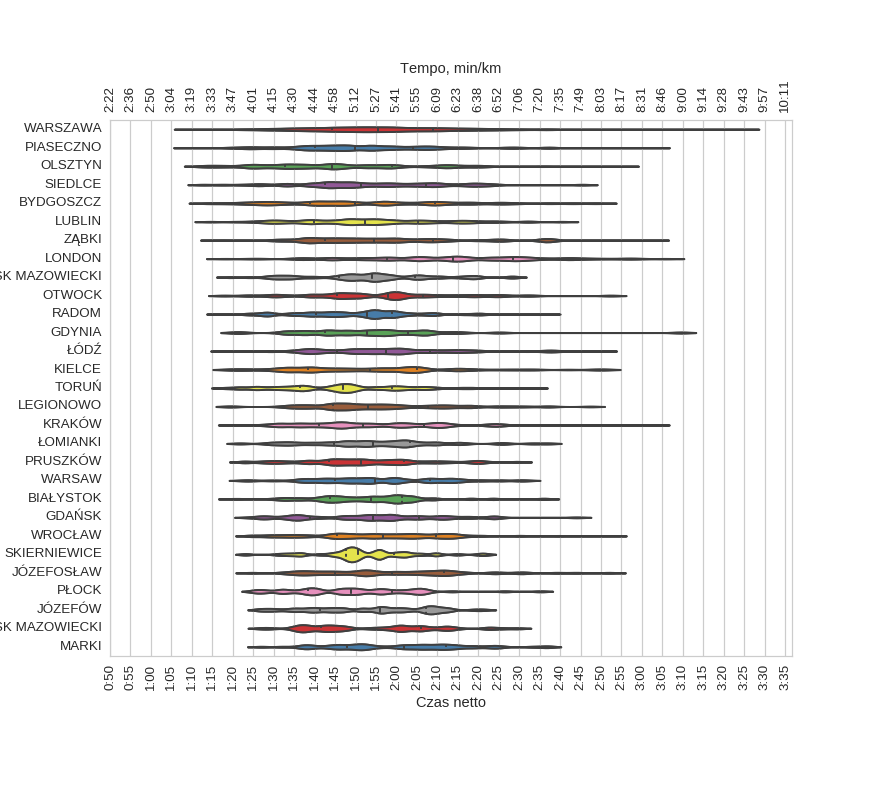 Tempo, min/km
2:22 2:36 2:50 3:04 3:19 3:33 3:47 4:01 4:15 4:30 4:44 4:58 5:12 5:27 5:41 5:55 6:09 6:23 6:38 6:52 7:06 7:20 7:35 7:49 8:03 8:17 8:31 8:46 9:00 9:14 9:28 9:43 9:57 10:11
WARSZAWA
PIASECZNO
OLSZTYN
SIEDLCE
BYDGOSZCZ
LUBLIN
ZĄBKI
LONDON
SK MAZOWIECKI
OTWOCK
RADOM
GDYNIA
ŁÓDŹ
KIELCE
TORUŃ
LEGIONOWO
KRAKÓW
ŁOMIANKI
PRUSZKÓW
WARSAW
BIAŁYSTOK
GDAŃSK
WROCŁAW
SKIERNIEWICE
JÓZEFOSŁAW
PŁOCK
JÓZEFÓW
SK MAZOWIECKI
MARKI
0:50 0:55 1:00 1:05 1:10 1:15 1:20 1:25 1:30 1:35 1:40 1:45 1:50 1:55 2:00 2:05 2:10 2:15 2:20 2:25 2:30 2:35 2:40 2:45 2:50 2:55 3:00 3:05 3:10 3:15 3:20 3:25 3:30 3:35
Czas netto